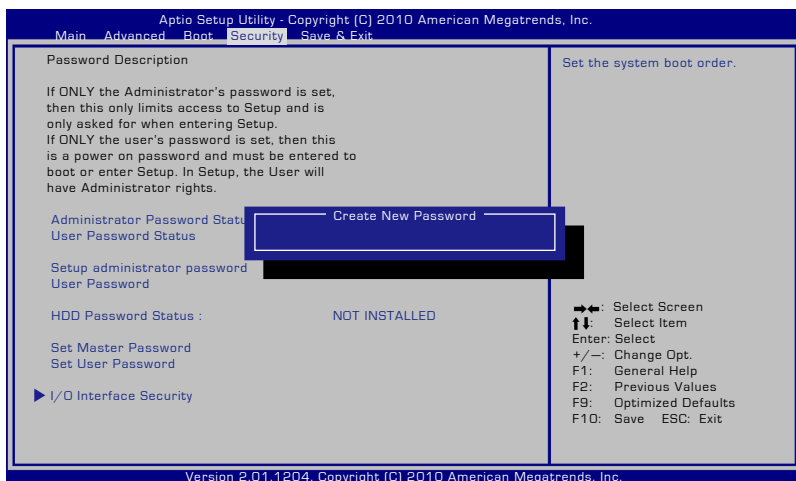 Aptio Setup Utility - Copyright (C) 2010 American Megatrends, Inc.
Main Advanced Boot Security Save & Exit
Password Description
If ONLY the Administrator's password is set,
then this only limits access to Setup and is
only asked for when entering Setup.
If ONLY the user's password is set, then this
is a power on password and must be entered to
boot or enter Setup. In Setup, the User will
have Administrator rights.
Administrator Password Statu
User Password Status
Create New Password
Setup administrator password
User Password
HDD Password Status : NOT INSTALLED
Set Master Password
Set User Password
I/O Interface Security
Set the system boot order.
→←: Select Screen
↑↓: Select Item
Enter: Select
+/—: Change Opt.
F1: General Help
F2: Previous Values
F9: Optimized Defaults
F10: Save ESC: Exit
Version 2.01.1204. Copyright (C) 2010 American Megatrends, Inc.